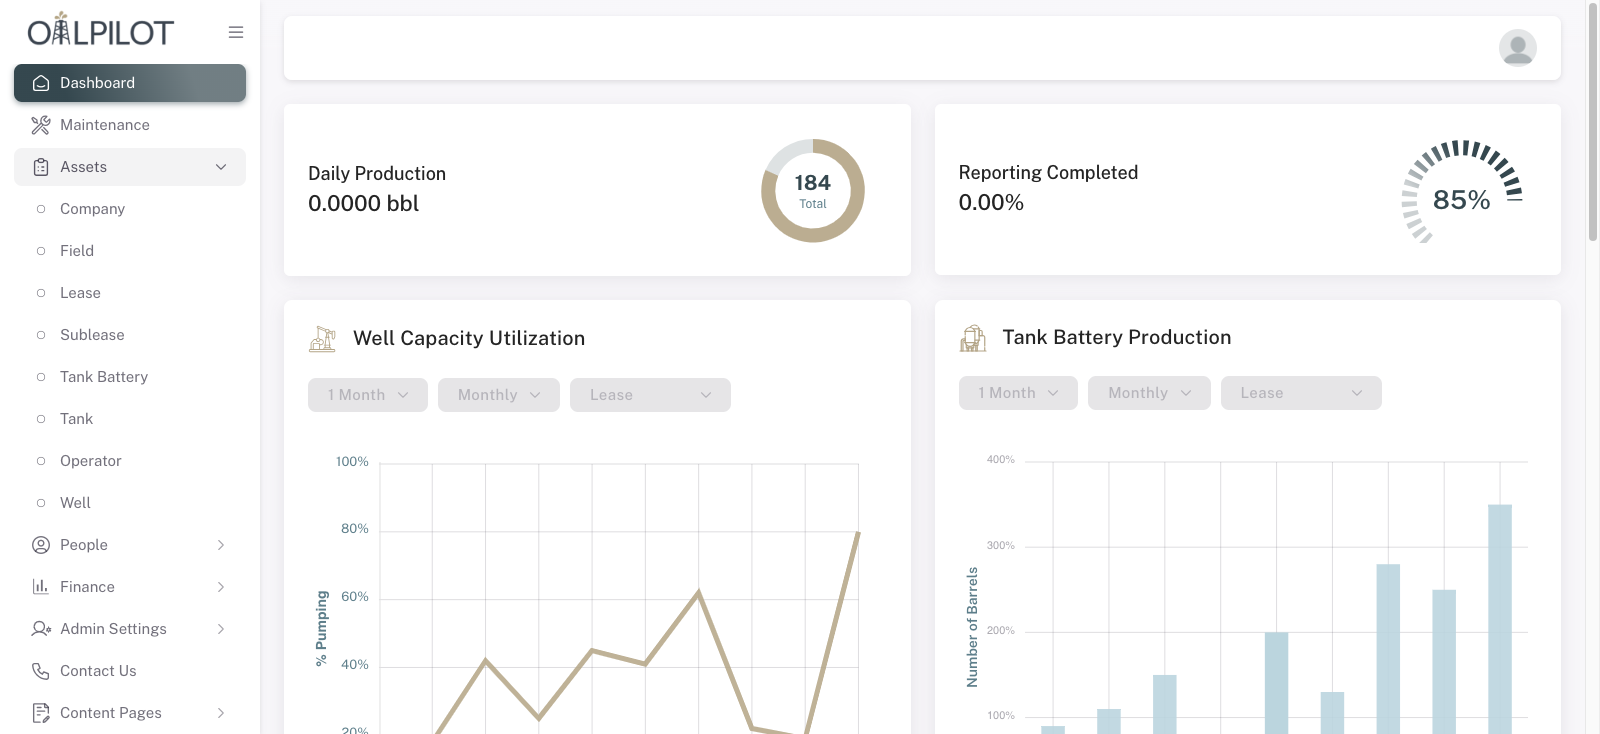 OILPILOT
Dashboard
Maintenance
Assets
Company
Field
Lease
Sublease
Tank Battery
Tank
Operator
Well
People
Finance
Admin Settings
Contact Us
Content Pages
Daily Production
0.0000 bbl
184
Total
Reporting Completed
0.00%
85%
Well Capacity Utilization
1 Month
Monthly
Lease
100%
80%
60%
40%
20%
% Pumping
Tank Battery Production
1 Month
Monthly
Lease
400%
300%
200%
100%
Number of Barrels